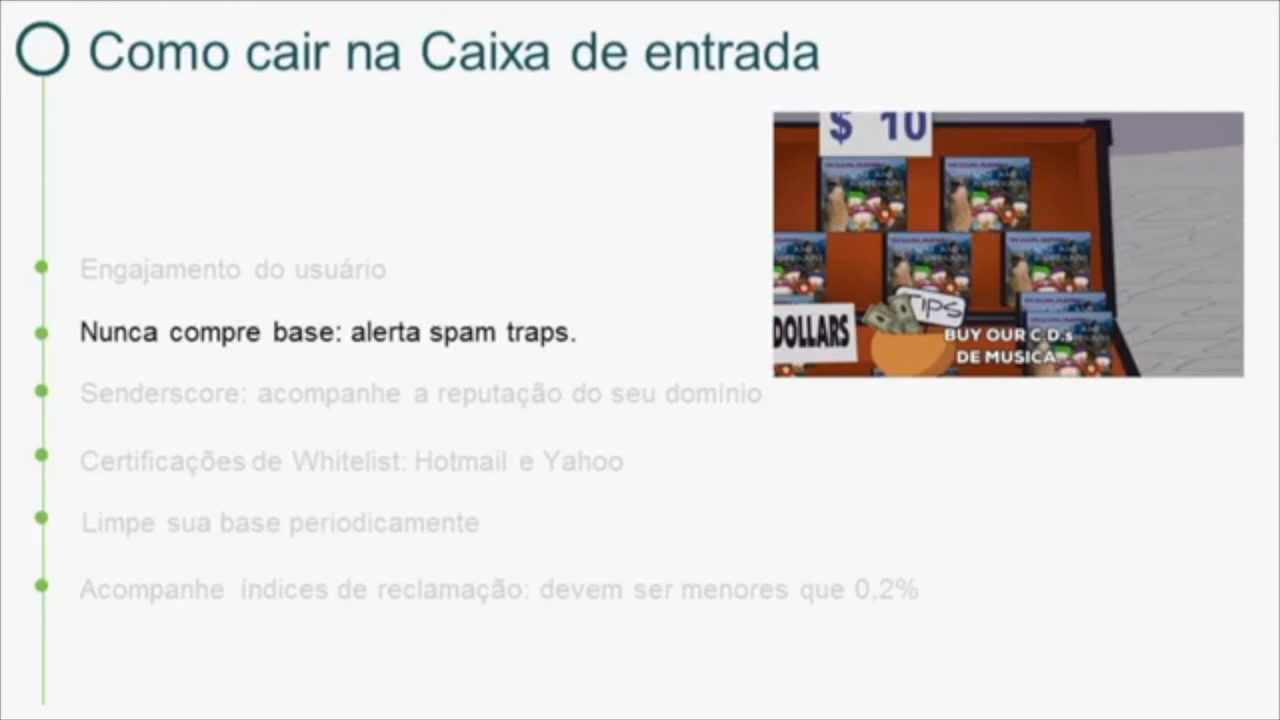 Como cair na Caixa de entrada
$ 10
Engajamento do usuário
Nunca compre base: alerta spam traps.
TIPS
DOLLARS
BUY OUR C.D.s
DE MUSICA...
Senderscore: acompanhe a reputação do seu domínio
Certificações de Whitelist: Hotmail e Yahoo
Limpe sua base periodicamente
Acompanhe índices de reclamação: devem ser menores que 0,2%